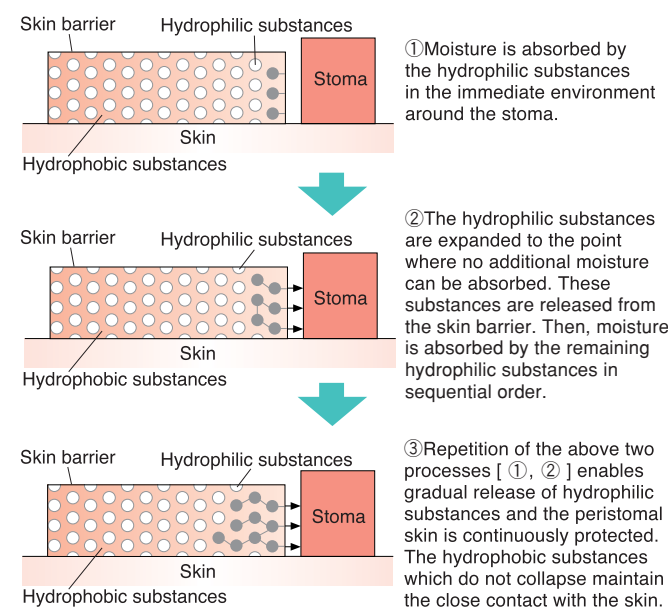 Skin barrier
Hydrophilic substances
Stoma
Skin
Hydrophobic substances
①Moisture is absorbed by
the hydrophilic substances
in the immediate environment
around the stoma.
Skin barrier
Hydrophilic substances
Stoma
Skin
Hydrophobic substances
②The hydrophilic substances
are expanded to the point
where no additional moisture
can be absorbed. These
substances are released from
the skin barrier. Then, moisture
is absorbed by the remaining
hydrophilic substances in
sequential order.
Skin barrier
Hydrophilic substances
Stoma
Skin
Hydrophobic substances
③Repetition of the above two
processes [ ①, ② ] enables
gradual release of hydrophilic
substances and the peristomal
skin is continuously protected.
The hydrophobic substances
which do not collapse maintain
the close contact with the skin.